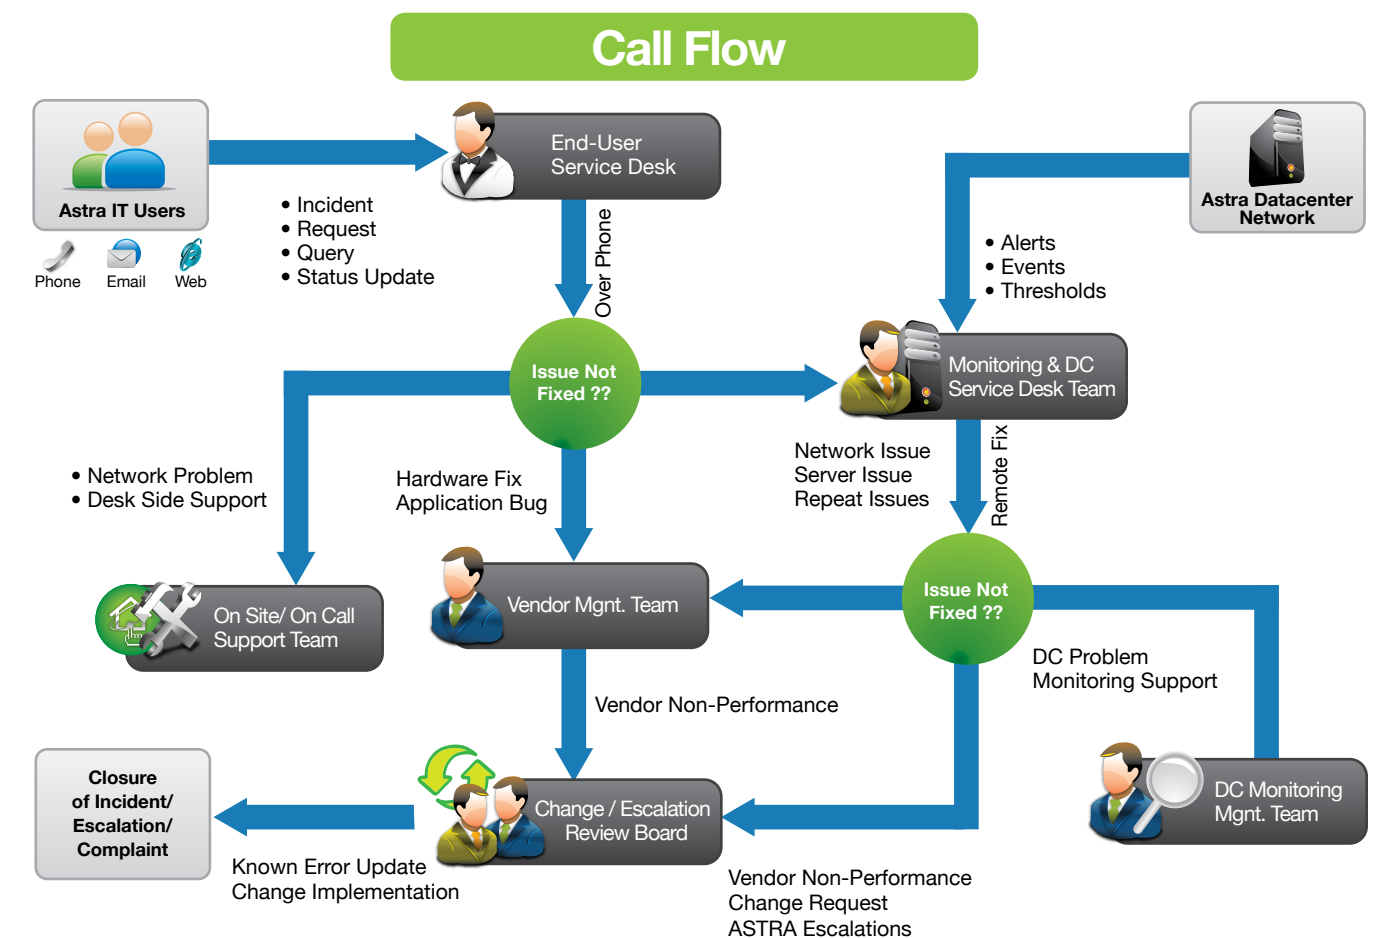 Call Flow
Astra IT Users
Phone
Email
Web
• Incident
• Request
• Query
• Status Update
End-User
Service Desk
Over Phone
Astra Datacenter
Network
• Alerts
• Events
• Thresholds
Issue Not
Fixed ??
Monitoring & DC
Service Desk Team
• Network Problem
• Desk Side Support
Hardware Fix
Application Bug
Network Issue
Server Issue
Repeat Issues
Remote Fix
On Site/ On Call
Support Team
Vendor Mgnt. Team
Issue Not
Fixed ??
DC Problem
Monitoring Support
Vendor Non-Performance
Closure
of Incident/
Escalation/
Complaint
Known Error Update
Change Implementation
Change / Escalation
Review Board
Vendor Non-Performance
Change Request
ASTRA Escalations
DC Monitoring
Mgnt. Team